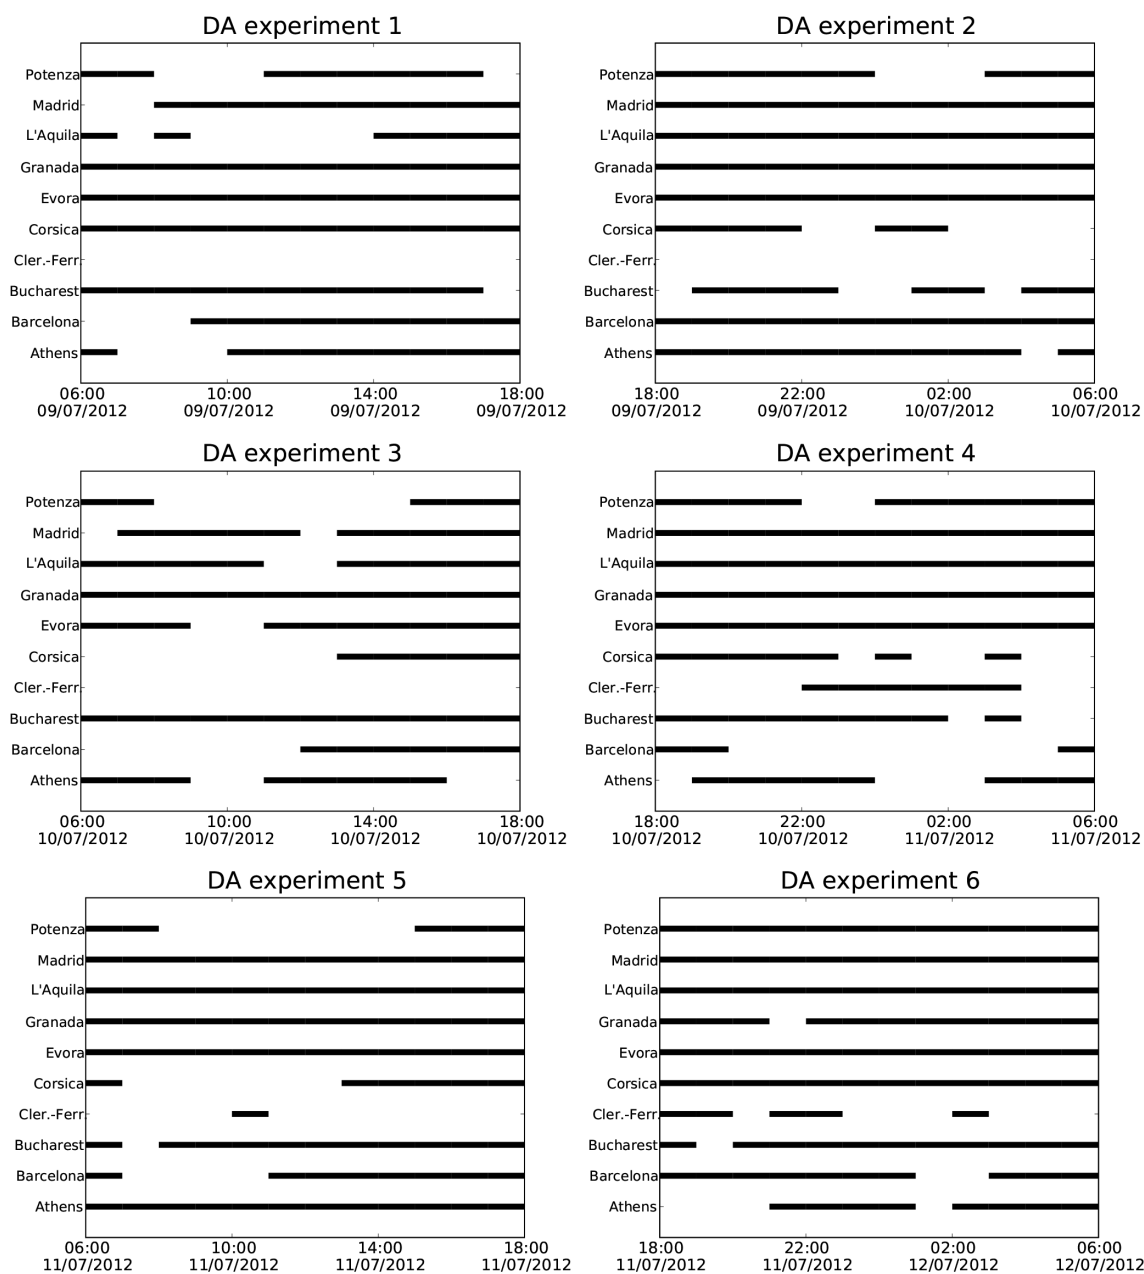 DA experiment 1
Potenza
Madrid
L'Aquila
Granada
Evora
Corsica
Cler.-Ferr.
Bucharest
Barcelona
Athens
06:00 10:00 14:00 18:00
09/07/2012 09/07/2012 09/07/2012 09/07/2012
DA experiment 2
Potenza
Madrid
L'Aquila
Granada
Evora
Corsica
Cler.-Ferr.
Bucharest
Barcelona
Athens
18:00 22:00 02:00 06:00
09/07/2012 09/07/2012 10/07/2012 10/07/2012
DA experiment 3
Potenza
Madrid
L'Aquila
Granada
Evora
Corsica
Cler.-Ferr.
Bucharest
Barcelona
Athens
06:00 10:00 14:00 18:00
10/07/2012 10/07/2012 10/07/2012 10/07/2012
DA experiment 4
Potenza
Madrid
L'Aquila
Granada
Evora
Corsica
Cler.-Ferr.
Bucharest
Barcelona
Athens
18:00 22:00 02:00 06:00
10/07/2012 10/07/2012 11/07/2012 11/07/2012
DA experiment 5
Potenza
Madrid
L'Aquila
Granada
Evora
Corsica
Cler.-Ferr.
Bucharest
Barcelona
Athens
06:00 10:00 14:00 18:00
11/07/2012 11/07/2012 11/07/2012 11/07/2012
DA experiment 6
Potenza
Madrid
L'Aquila
Granada
Evora
Corsica
Cler.-Ferr.
Bucharest
Barcelona
Athens
18:00 22:00 02:00 06:00
11/07/2012 11/07/2012 12/07/2012 12/07/2012